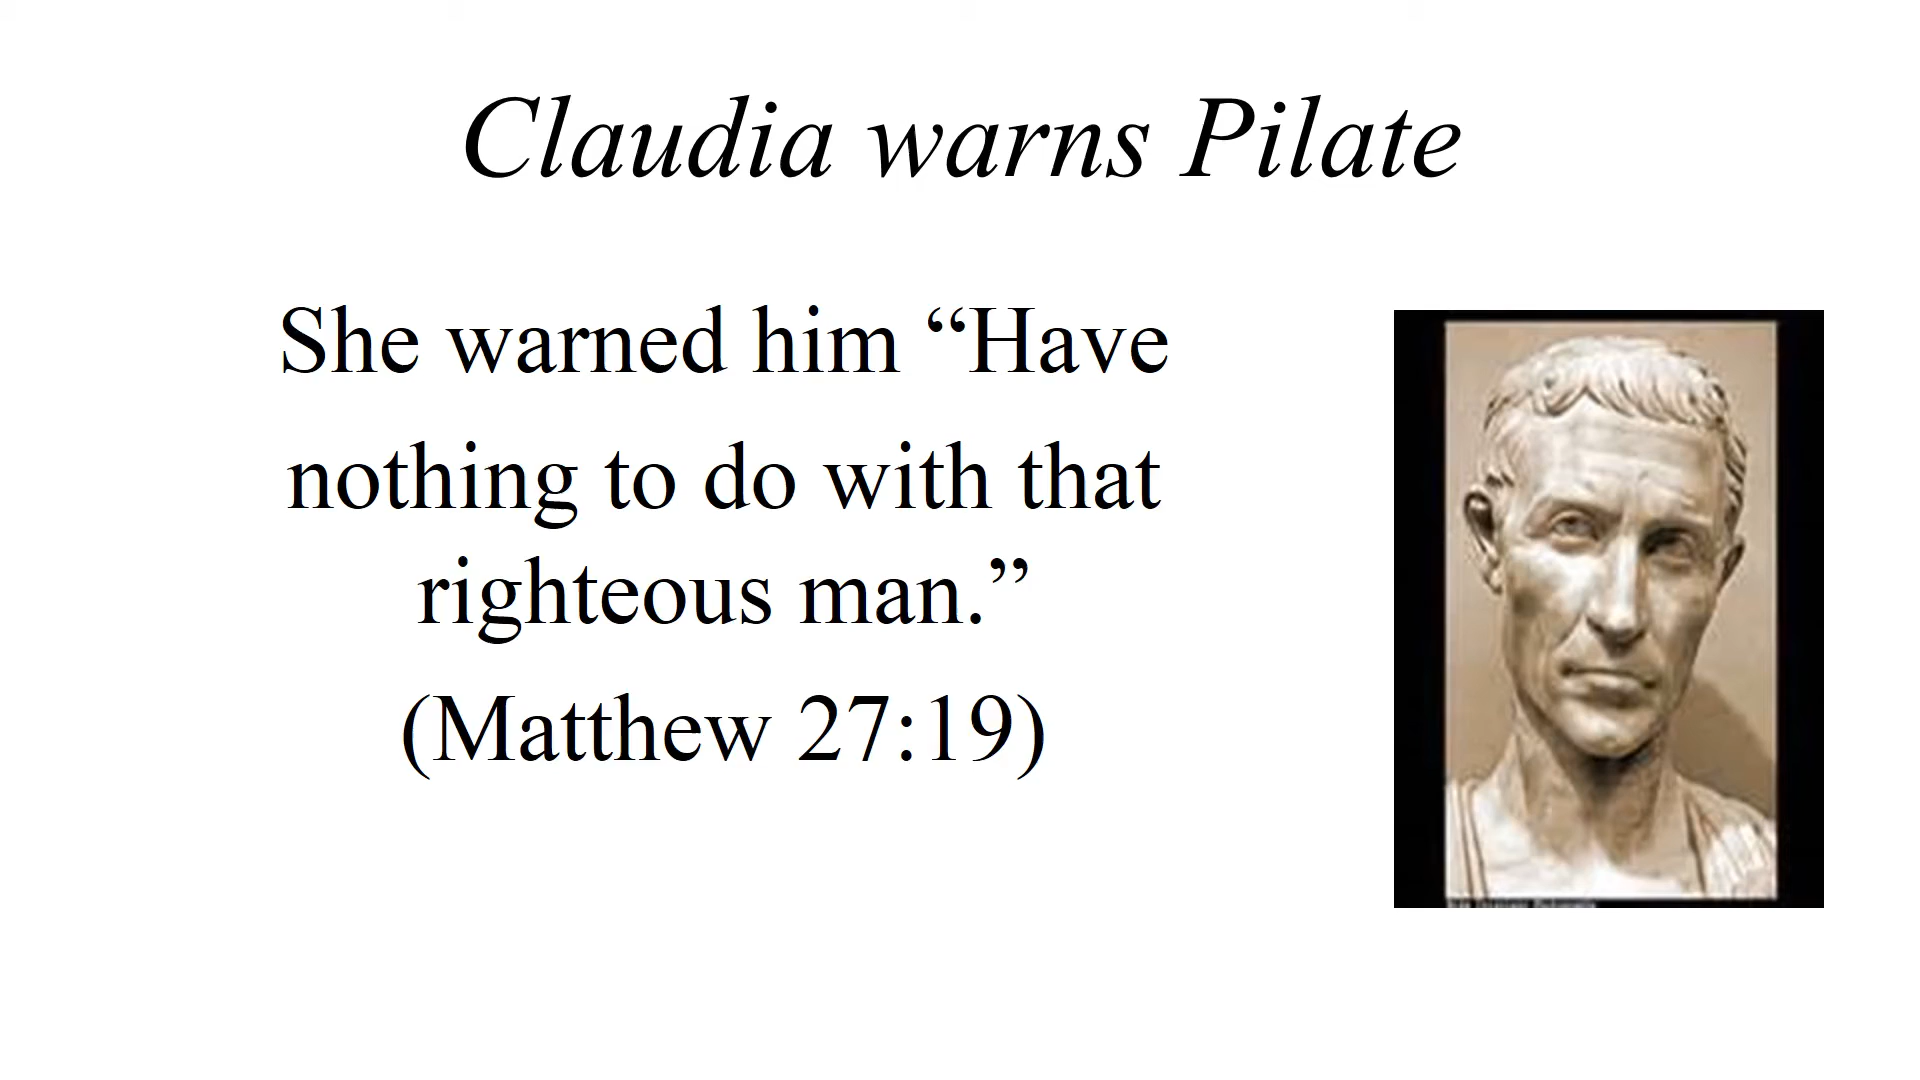 Claudia warns Pilate
She warned him “Have
nothing to do with that
righteous man.”
(Matthew 27:19)